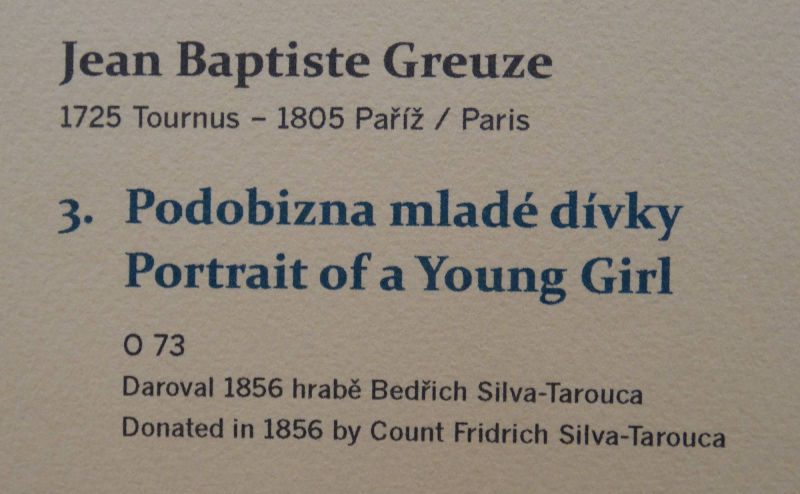 Jean Baptiste Greuze
1725 Tournus – 1805 Paříž / Paris
3. Podobizna mladé dívky
Portrait of a Young Girl
O 73
Daroval 1856 hrabě Bedřich Silva-Tarouca
Donated in 1856 by Count Fridrich Silva-Tarouca